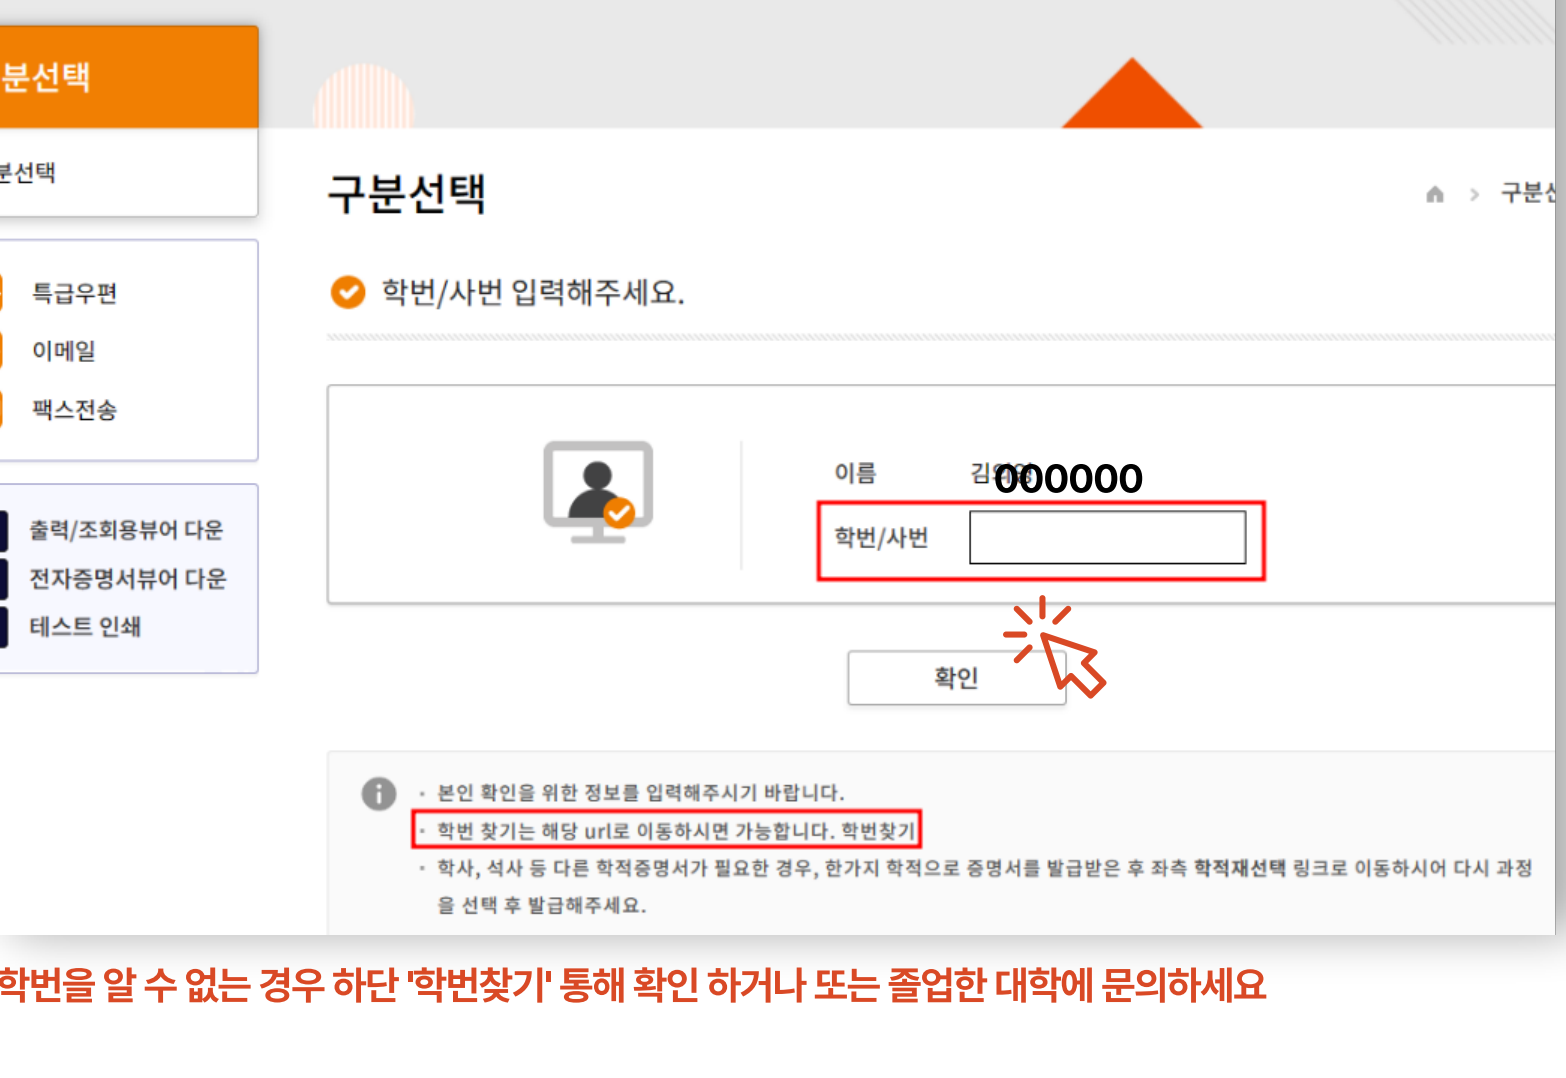 분선택
분선택
구분선택
구분선
학번/사번 입력해주세요.
특급우편
이메일
팩스전송
출력/조회용뷰어 다운
전자증명서뷰어 다운
테스트 인쇄
이름 김 000000
학번/사번
확인
· 본인 확인을 위한 정보를 입력해주시기 바랍니다.
· 학번 찾기는 해당 url로 이동하시면 가능합니다. 학번찾기
· 학사, 석사 등 다른 학적증명서가 필요한 경우, 한가지 학적으로 증명서를 발급받은 후 좌측 학적재선택 링크로 이동하시어 다시 과정
을 선택 후 발급해주세요.
학번을 알 수 없는 경우 하단 '학번찾기' 통해 확인 하거나 또는 졸업한 대학에 문의하세요